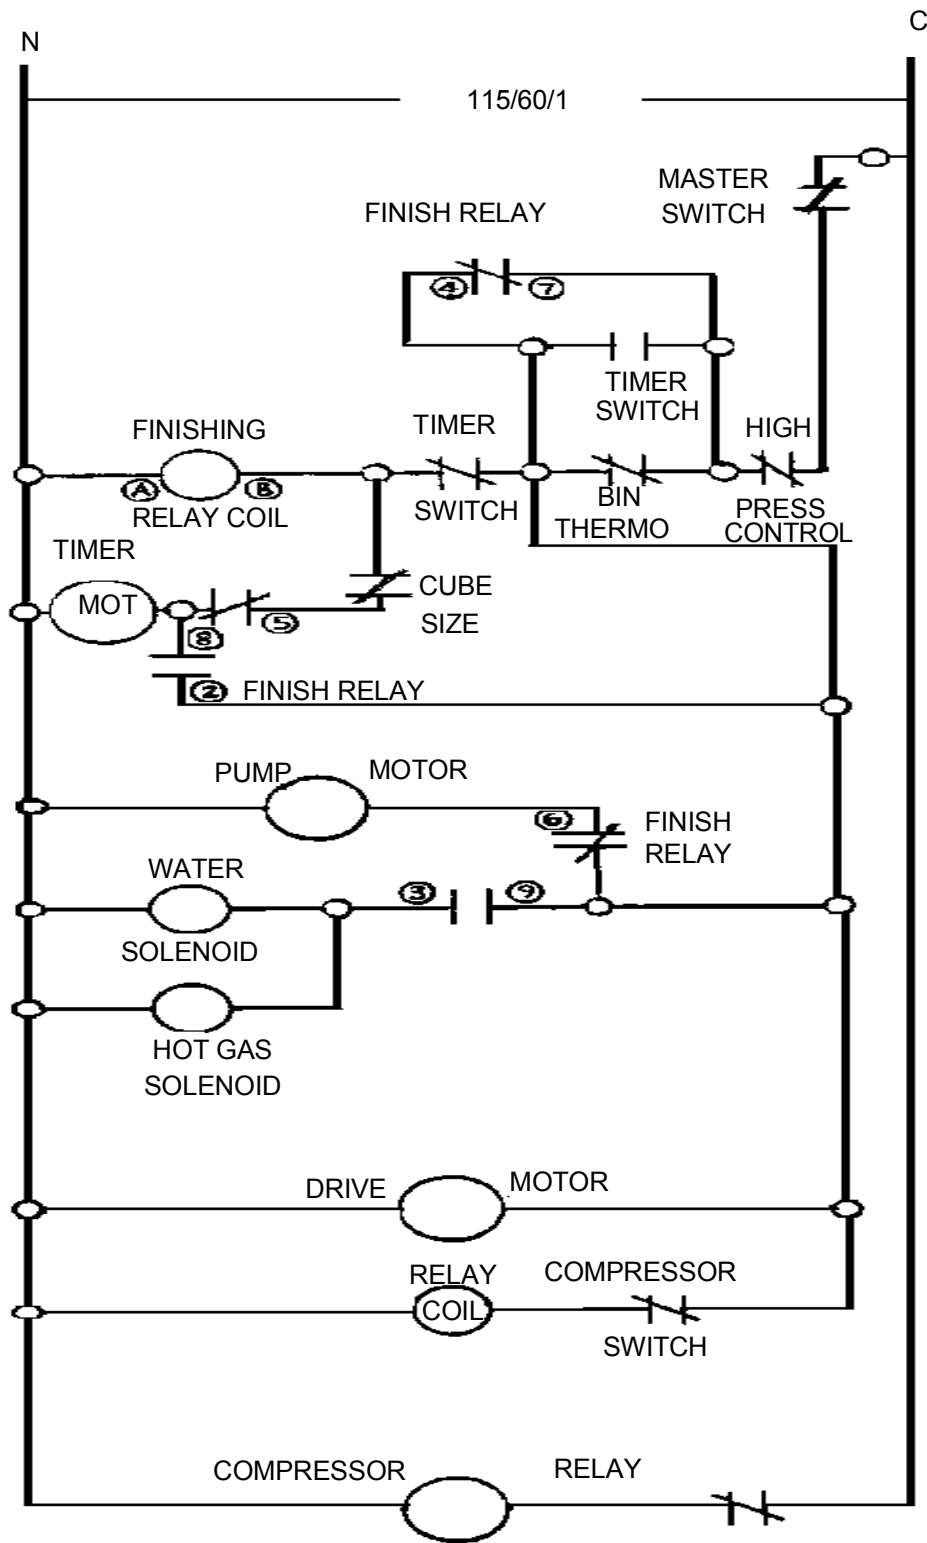 N
C
115/60/1
MASTER
SWITCH
FINISH RELAY
④ ⑦
TIMER
SWITCH
FINISHING
TIMER
HIGH
Ⓐ Ⓑ
RELAY COIL
SWITCH
BIN
THERMO
PRESS
CONTROL
TIMER
MOT
CUBE
SIZE
⑤
⑧
② FINISH RELAY
PUMP MOTOR
⑥
FINISH
RELAY
WATER
③ ⑨
SOLENOID
HOT GAS
SOLENOID
DRIVE MOTOR
RELAY
COIL
COMPRESSOR
SWITCH
COMPRESSOR RELAY